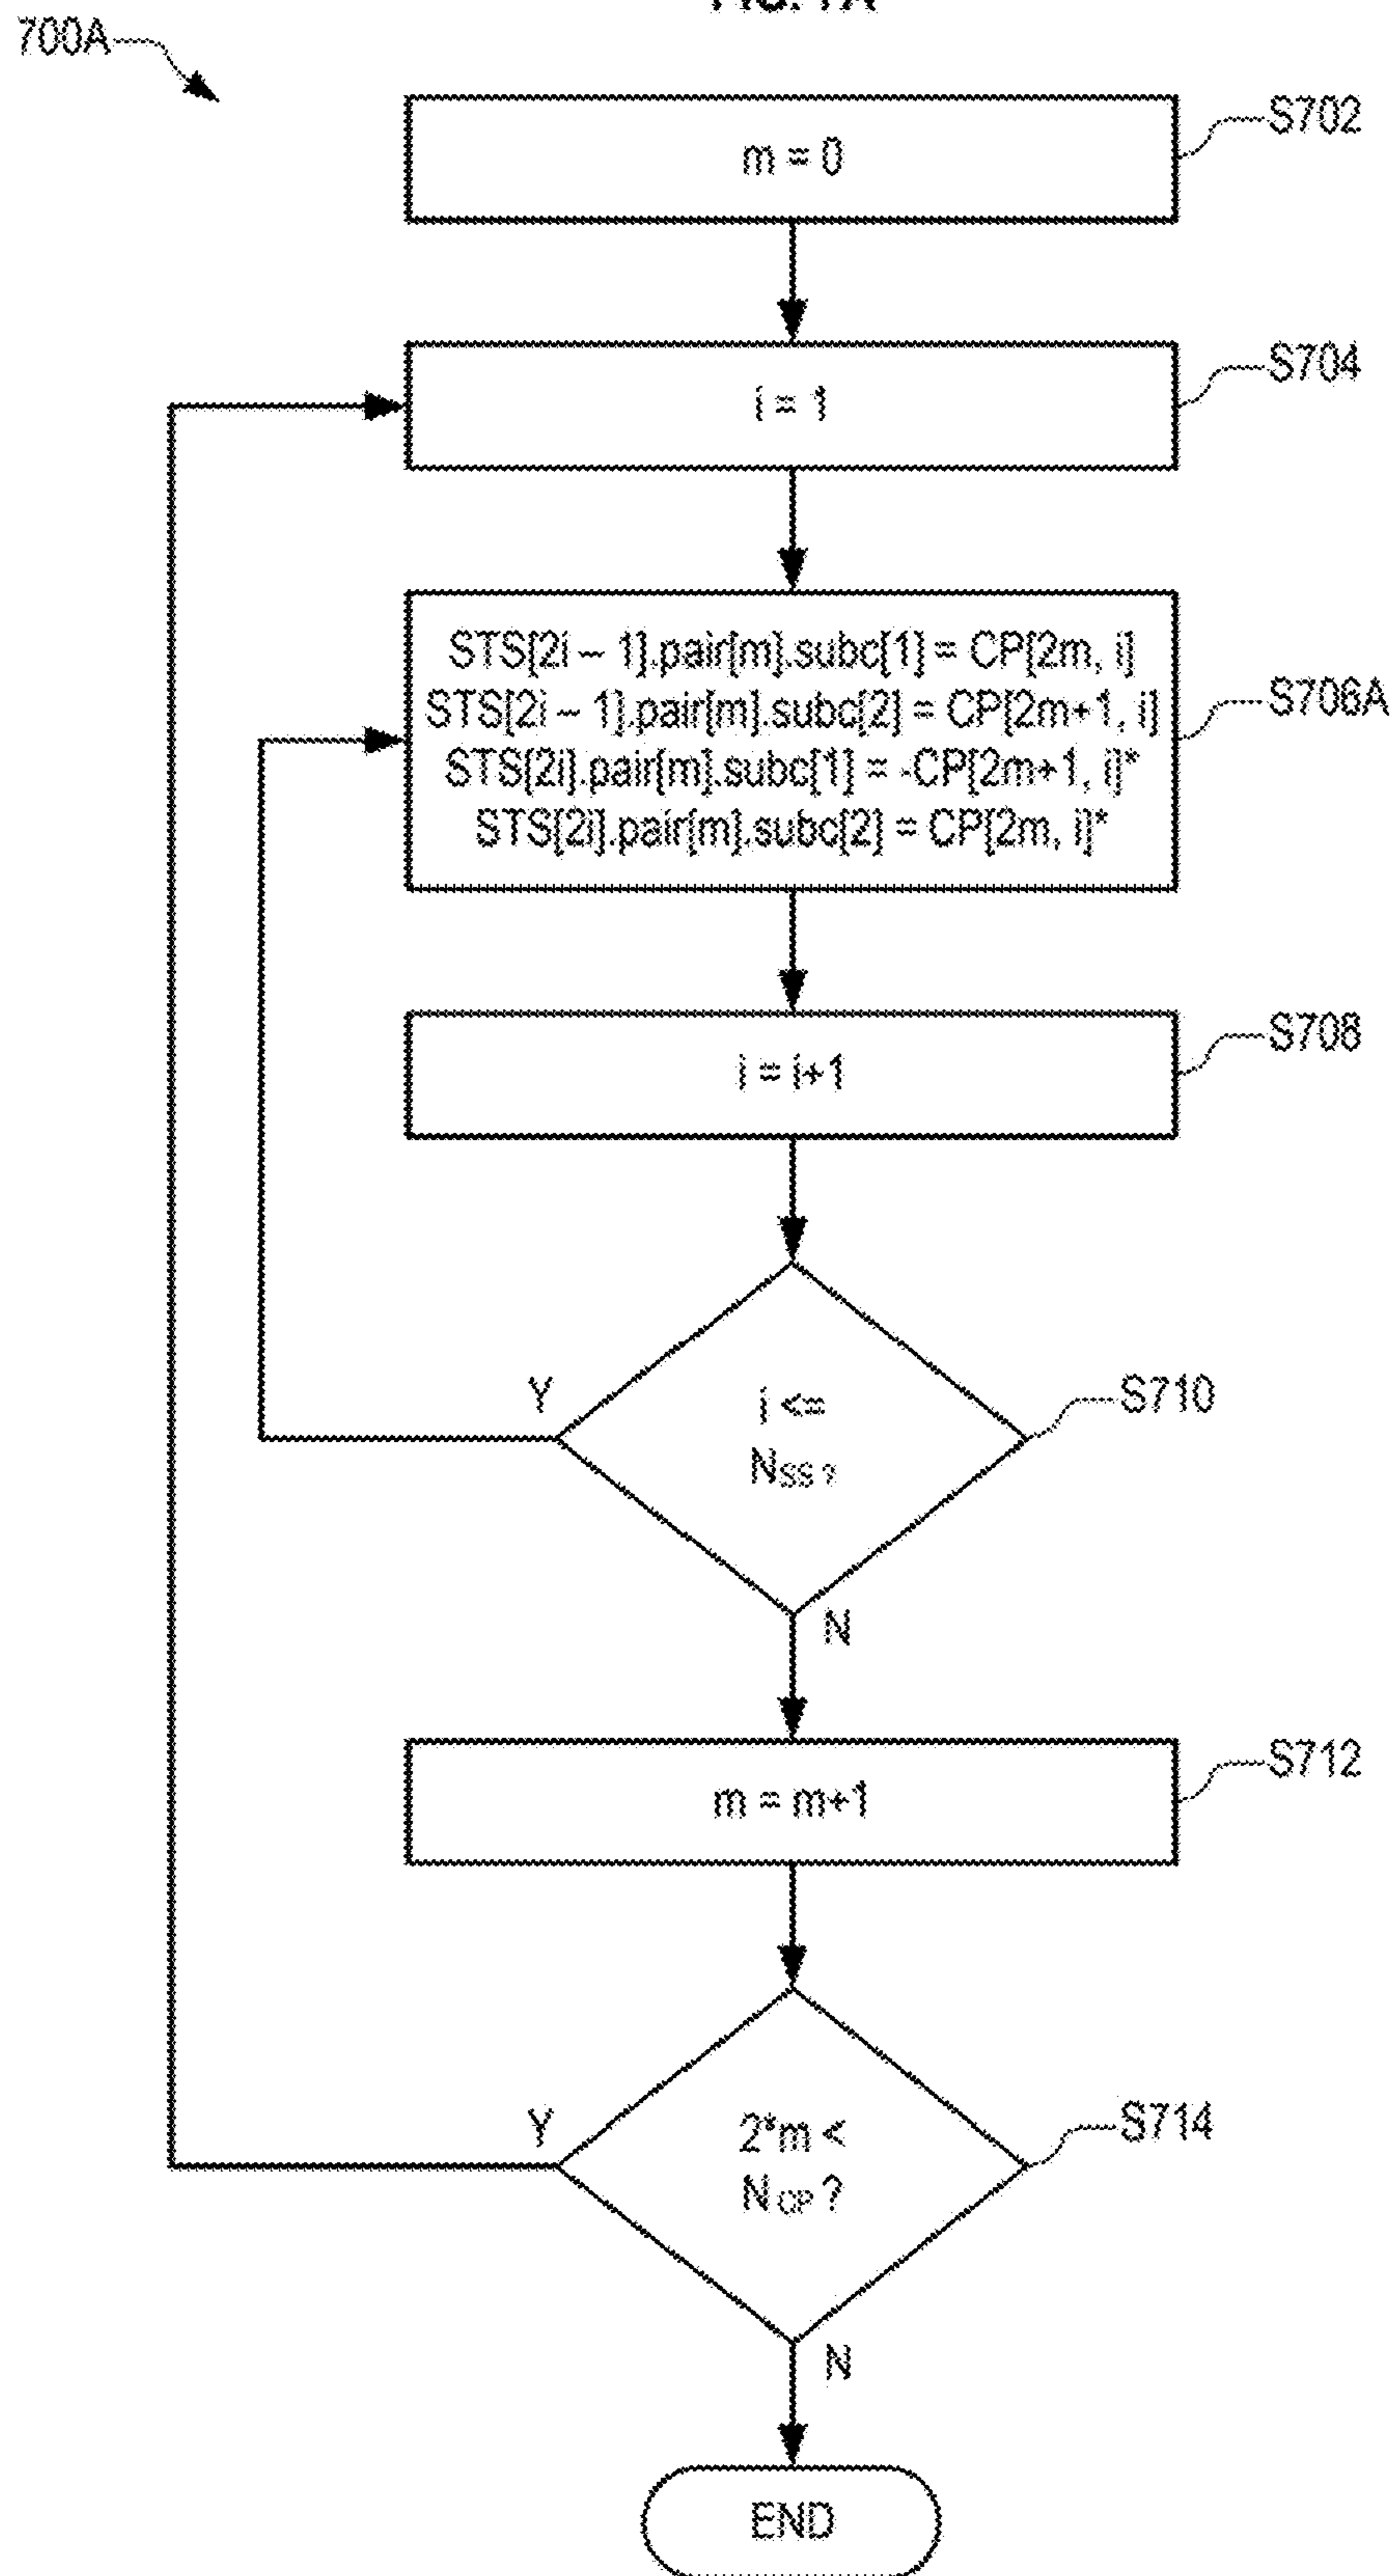 FIG. 7A
700A
m = 0
S702
i = 1
S704
STS[2i – 1].pair[m].subc[1] = CP[2m, i]
STS[2i – 1].pair[m].subc[2] = CP[2m+1, i]
STS[2i].pair[m].subc[1] = -CP[2m+1, i]*
STS[2i].pair[m].subc[2] = CP[2m, i]*
S706A
i = i+1
S708
i <=
NSS ?
Y
S710
N
m = m+1
S712
2*m <
NCP ?
Y
S714
N
END